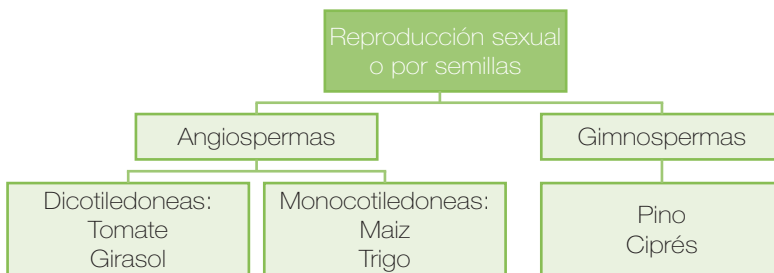 Reproducción sexual
o por semillas
Angiospermas
Gimnospermas
Dicotiledoneas:
Tomate
Girasol
Monocotiledoneas:
Maiz
Trigo
Pino
Ciprés